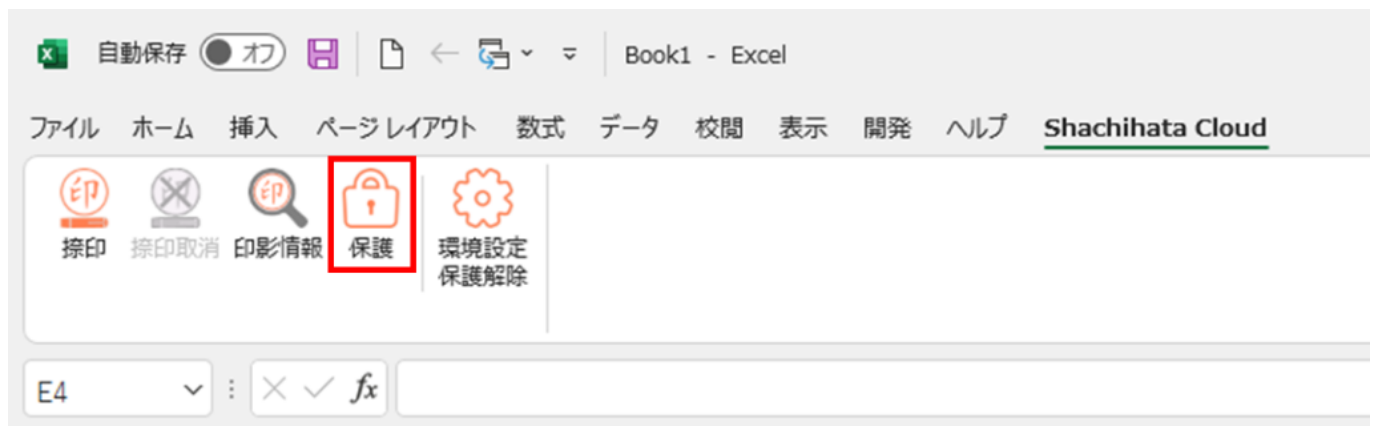 自動保存 オフ Book1 - Excel
ファイル ホーム 挿入 ページ レイアウト 数式 データ 校閲 表示 開発 ヘルプ Shachihata Cloud
印 印
捺印 捺印取消 印影情報 保護 環境設定
保護解除
E4 fx